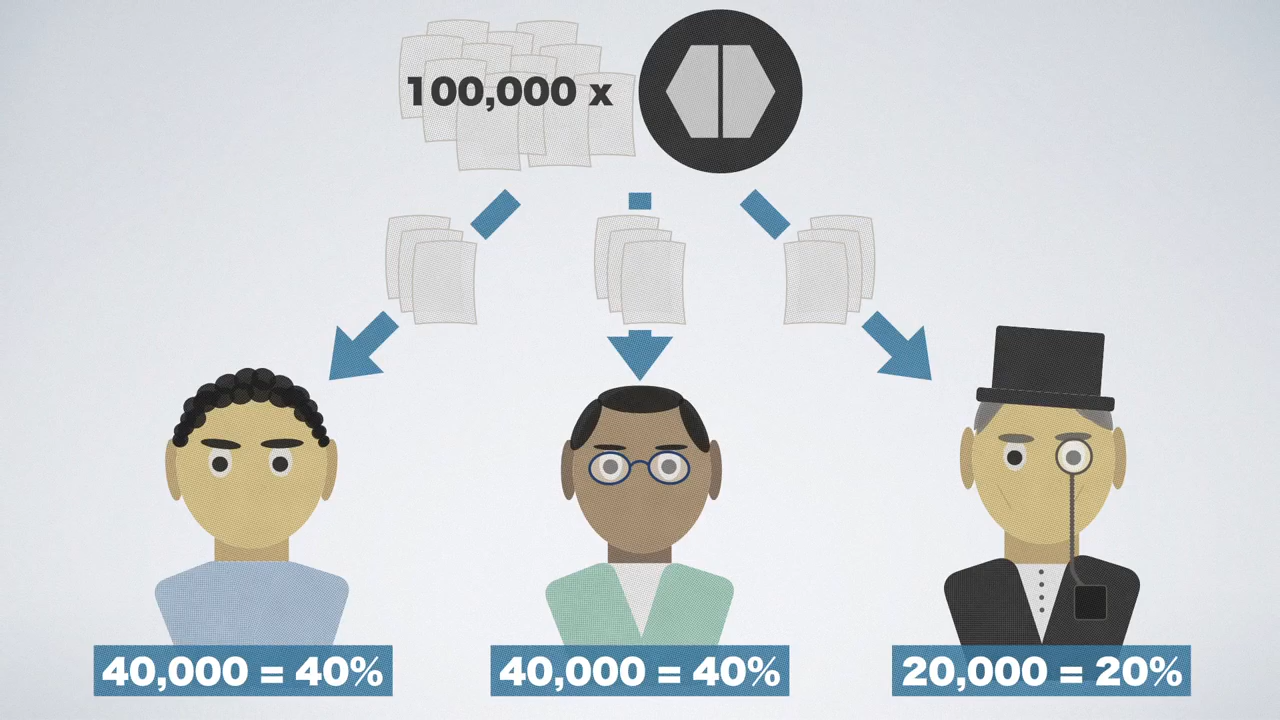 100,000 x
40,000 = 40%
40,000 = 40%
20,000 = 20%